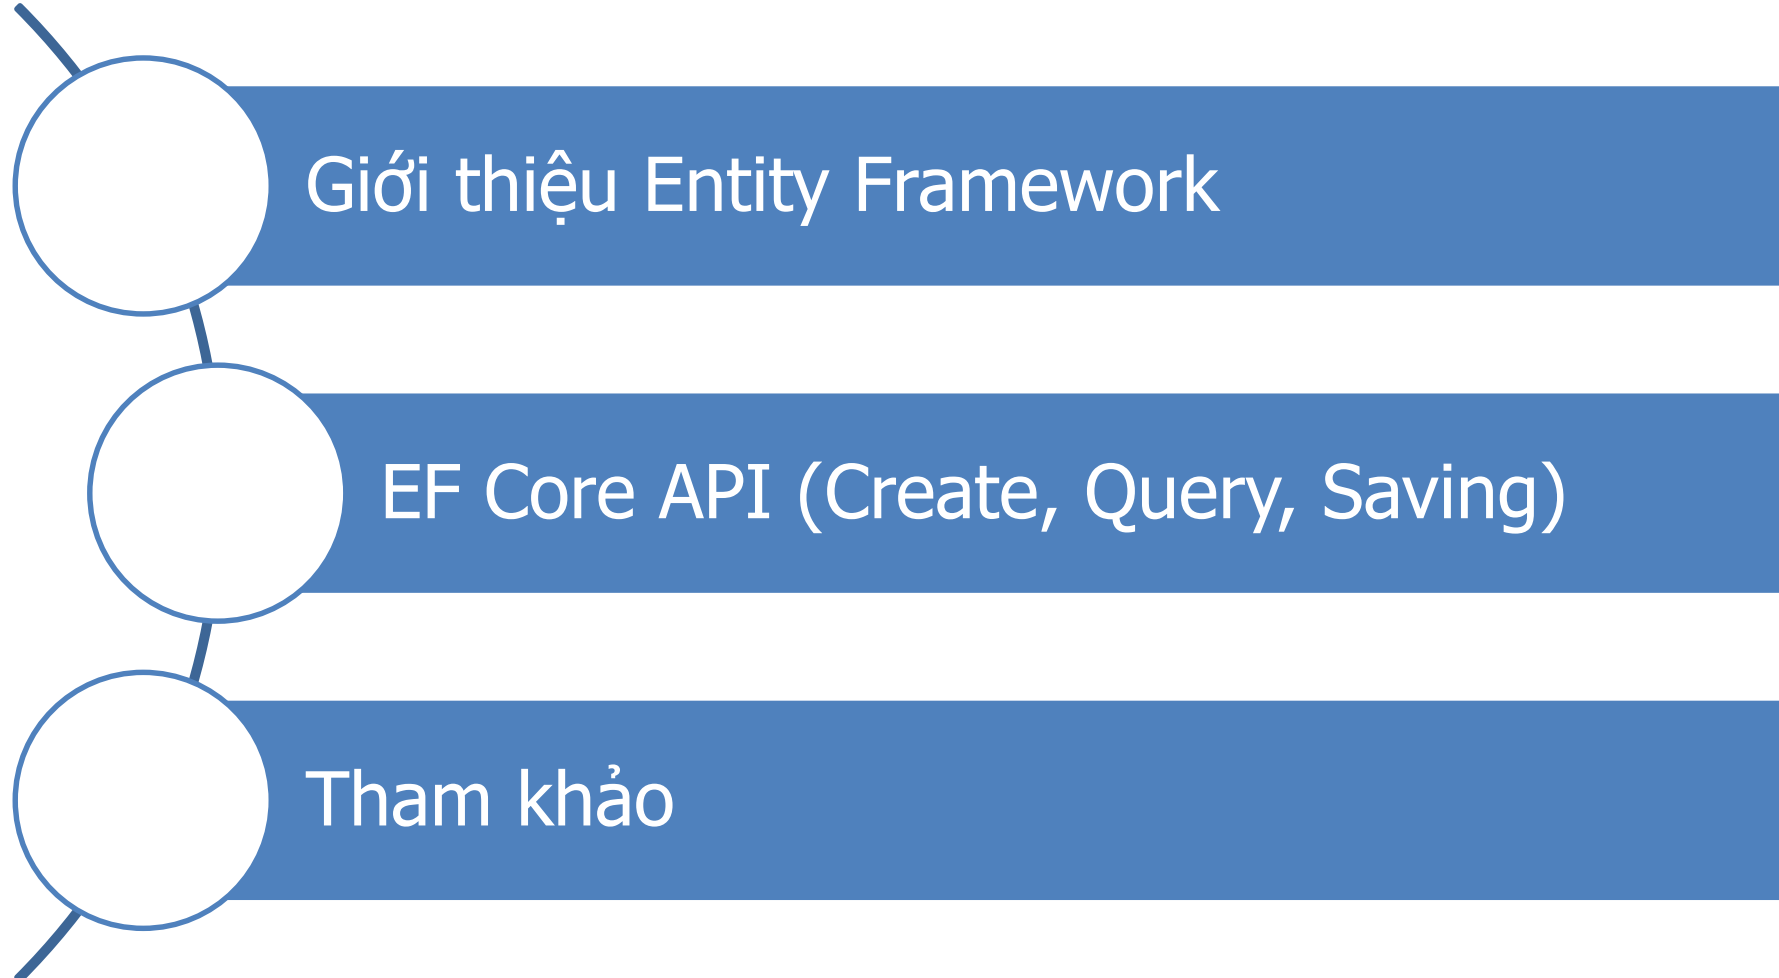 Giới thiệu Entity Framework
EF Core API (Create, Query, Saving)
Tham khảo